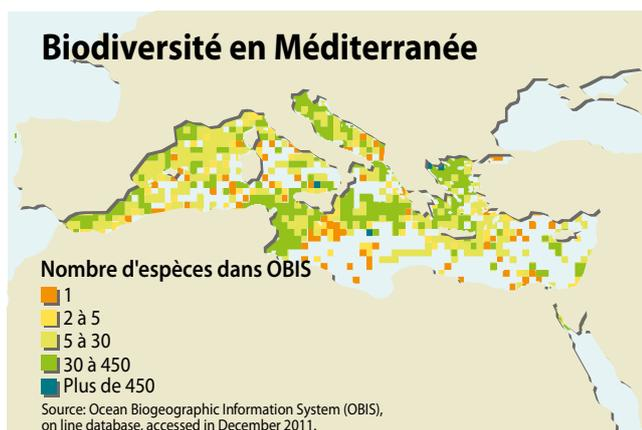 Biodiversité en Méditerranée
Nombre d'espèces dans OBIS
1
2 à 5
5 à 30
30 à 450
Plus de 450
Source: Ocean Biogeographic Information System (OBIS),
on line database, accessed in December 2011.